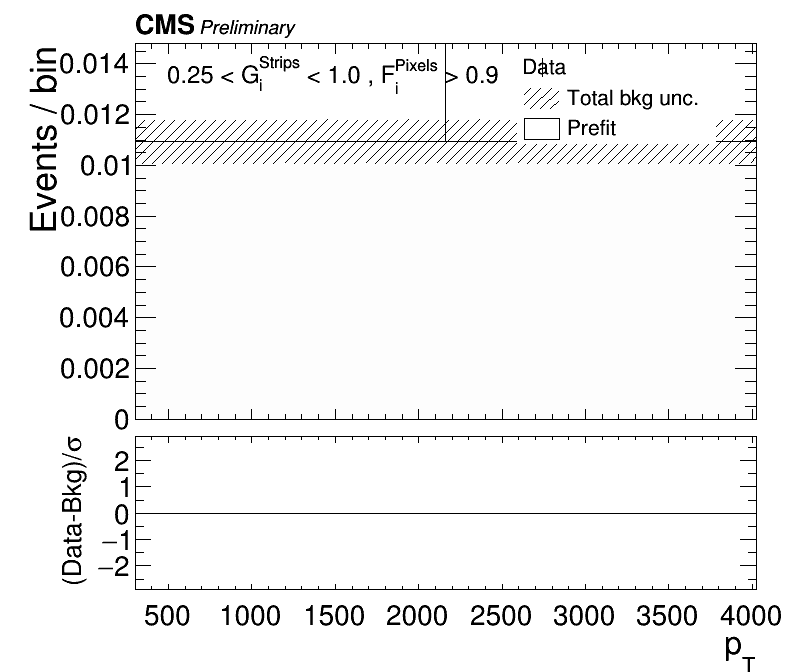 CMS Preliminary
Events / bin
0.25 < G_i^Strips < 1.0 , F_i^Pixels > 0.9
Data
Total bkg unc.
Prefit
0.014
0.012
0.01
0.008
0.006
0.004
0.002
0
(Data-Bkg)/σ
2
1
0
−1
−2
500 1000 1500 2000 2500 3000 3500 4000
p_T